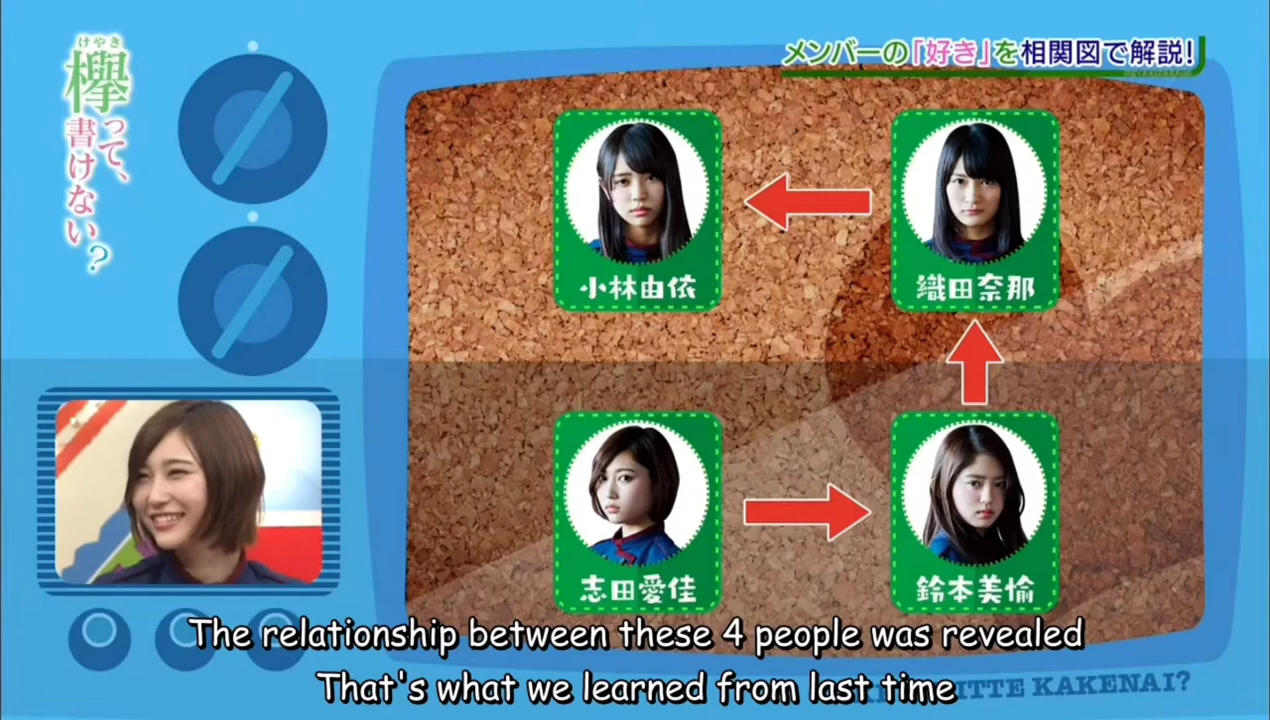 メンバーの「好き」を相関図で解説!
けやき
欅って、
書けない?
小林由依
織田奈那
志田愛佳
鈴本美愉
The relationship between these 4 people was revealed
That's what we learned from last time
ITTE KAKENAI?